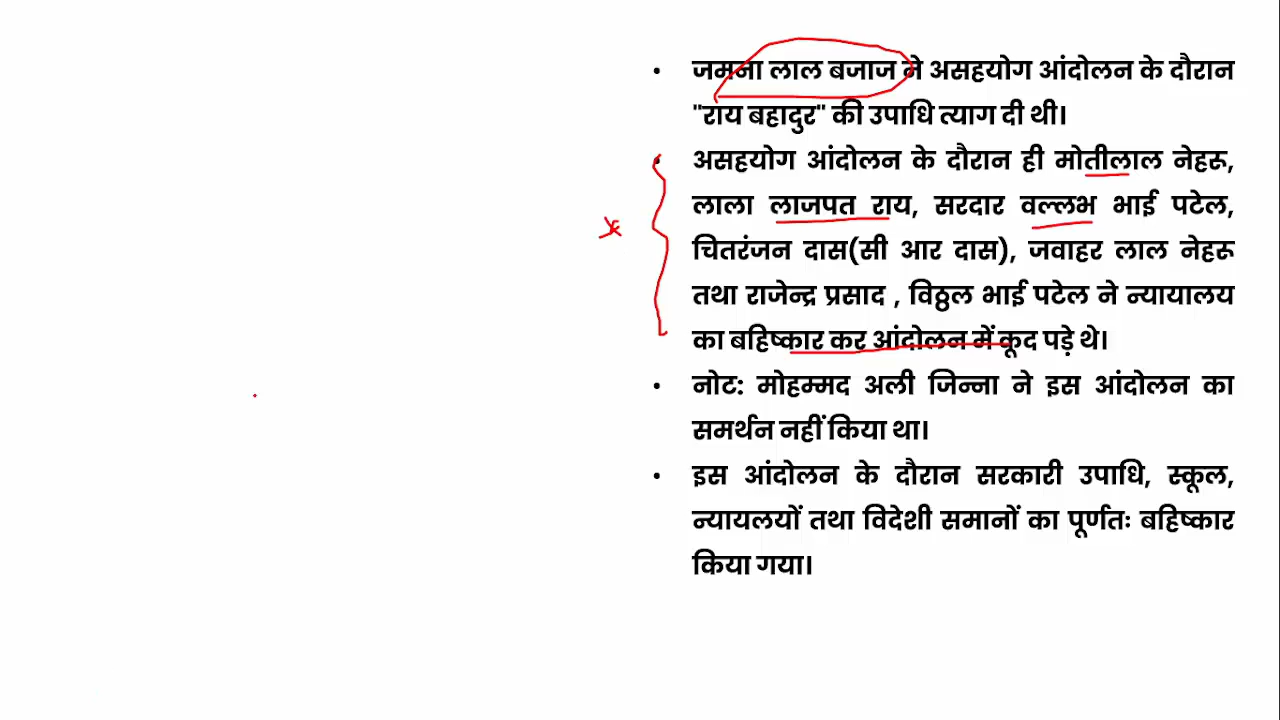 • जमना लाल बजाज ने असहयोग आंदोलन के दौरान
"राय बहादुर" की उपाधि त्याग दी थी।
• असहयोग आंदोलन के दौरान ही मोतीलाल नेहरू,
लाला लाजपत राय, सरदार वल्लभ भाई पटेल,
चितरंजन दास(सी आर दास), जवाहर लाल नेहरू
तथा राजेन्द्र प्रसाद , विठ्ठल भाई पटेल ने न्यायालय
का बहिष्कार कर आंदोलन में कूद पड़े थे।
• नोट: मोहम्मद अली जिन्ना ने इस आंदोलन का
समर्थन नहीं किया था।
• इस आंदोलन के दौरान सरकारी उपाधि, स्कूल,
न्यायलयों तथा विदेशी समानों का पूर्णतः बहिष्कार
किया गया।